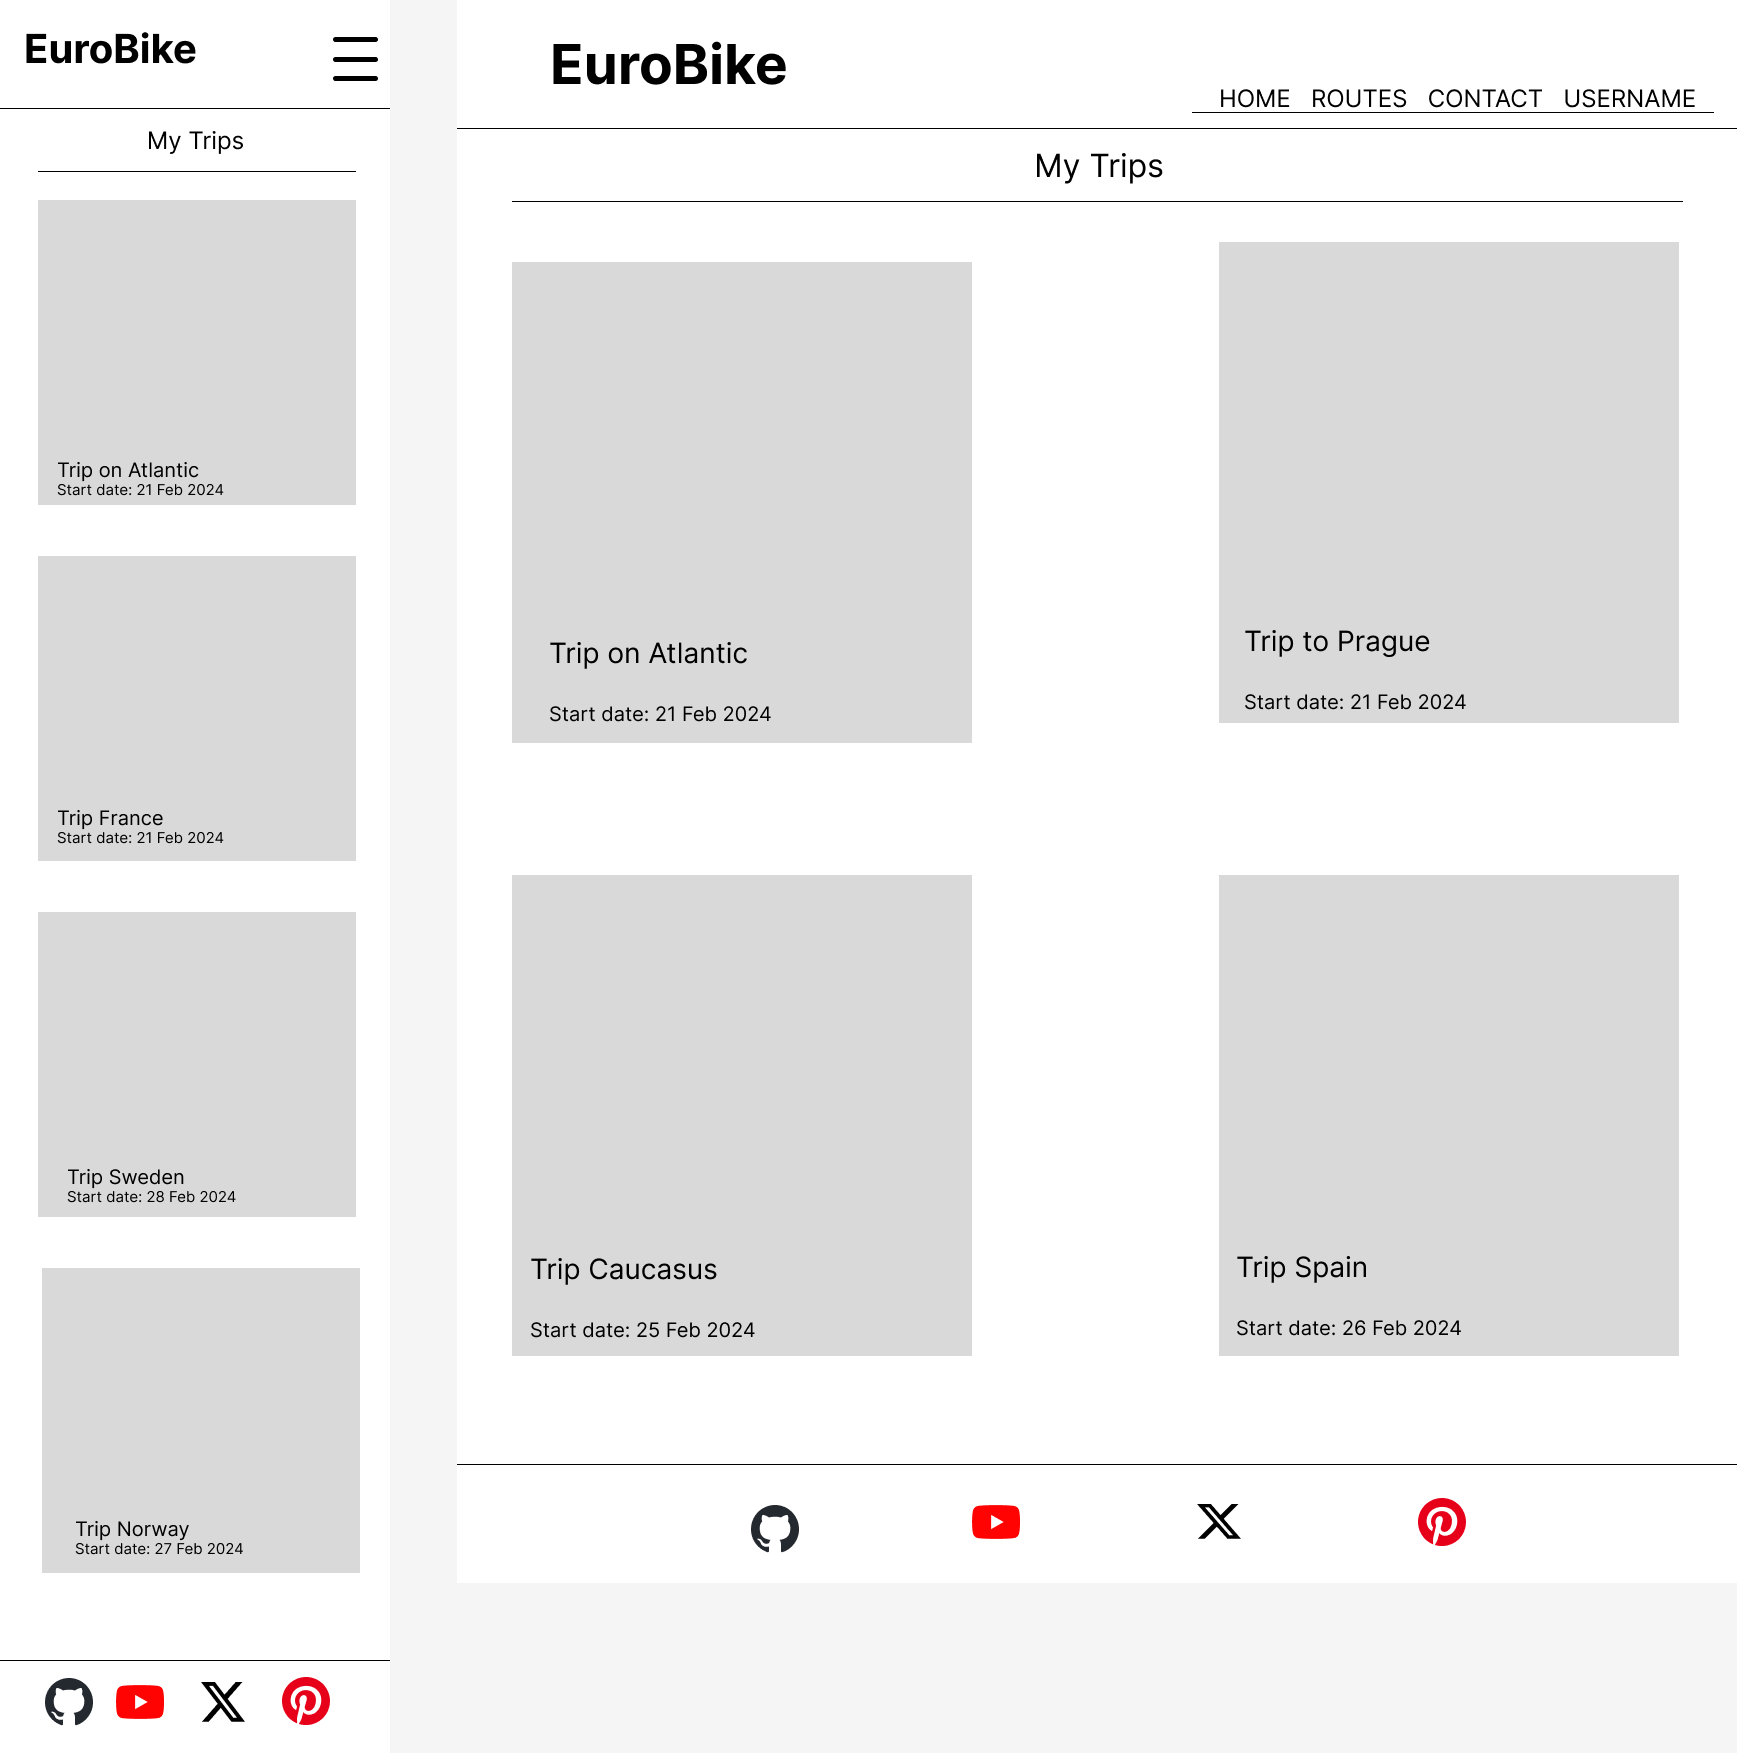 EuroBike
My Trips
Trip on Atlantic
Start date: 21 Feb 2024
Trip France
Start date: 21 Feb 2024
Trip Sweden
Start date: 28 Feb 2024
Trip Norway
Start date: 27 Feb 2024
EuroBike
HOME ROUTES CONTACT USERNAME
My Trips
Trip on Atlantic
Start date: 21 Feb 2024
Trip to Prague
Start date: 21 Feb 2024
Trip Caucasus
Start date: 25 Feb 2024
Trip Spain
Start date: 26 Feb 2024